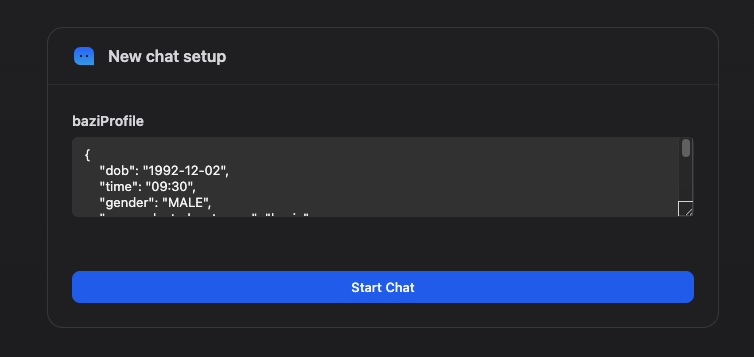 New chat setup
baziProfile
{
"dob": "1992-12-02",
"time": "09:30",
"gender": "MALE",
Start Chat